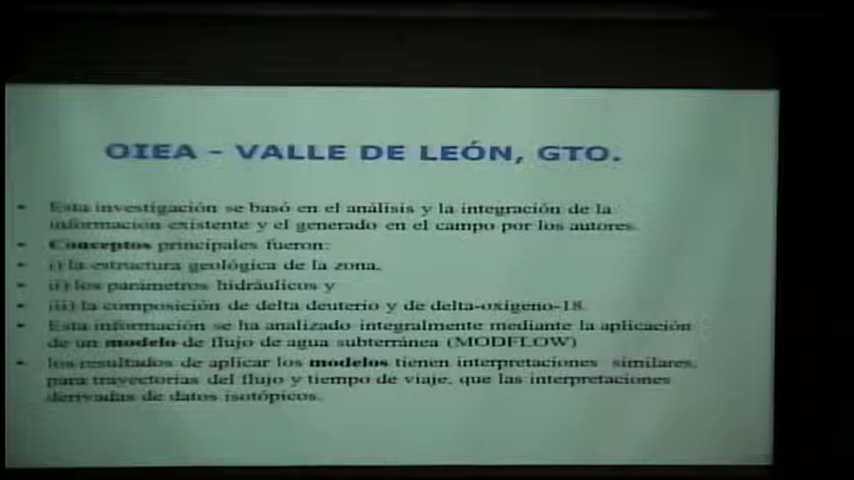 OIEA – VALLE DE LEÓN, GTO.
• Esta investigación se basó en el análisis y la integración de la
información existente y el generado en el campo por los autores.
• Conceptos principales fueron:
• i) la estructura geológica de la zona,
• ii) los parámetros hidráulicos y
• iii) la composición de delta deuterio y de delta-oxígeno-18.
• Esta información se ha analizado integralmente mediante la aplicación
de un modelo de flujo de agua subterránea (MODFLOW)
• los resultados de aplicar los modelos tienen interpretaciones similares,
para trayectorias del flujo y tiempo de viaje, que las interpretaciones
derivadas de datos isotópicos.